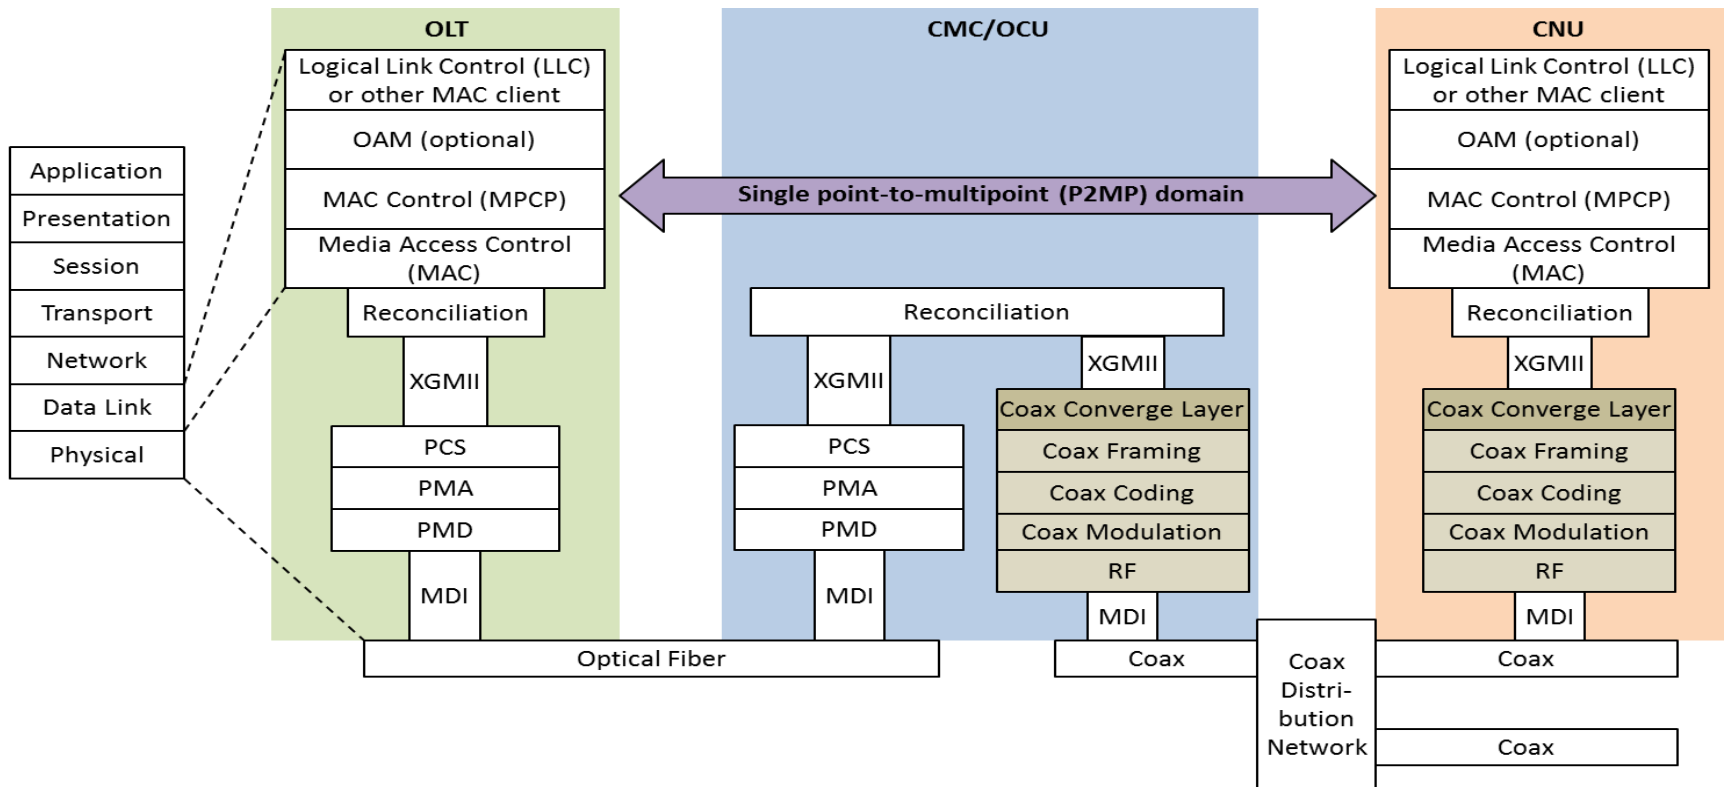 OLT
CMC/OCU
CNU
Application
Presentation
Session
Transport
Network
Data Link
Physical
Logical Link Control (LLC)
or other MAC client
OAM (optional)
MAC Control (MPCP)
Media Access Control
(MAC)
Reconciliation
XGMII
PCS
PMA
PMD
MDI
Optical Fiber
Single point-to-multipoint (P2MP) domain
Reconciliation
XGMII
PCS
PMA
PMD
MDI
XGMII
Coax Converge Layer
Coax Framing
Coax Coding
Coax Modulation
RF
MDI
Coax
Coax
Distri-
bution
Network
Logical Link Control (LLC)
or other MAC client
OAM (optional)
MAC Control (MPCP)
Media Access Control
(MAC)
Reconciliation
XGMII
Coax Converge Layer
Coax Framing
Coax Coding
Coax Modulation
RF
MDI
Coax
Coax